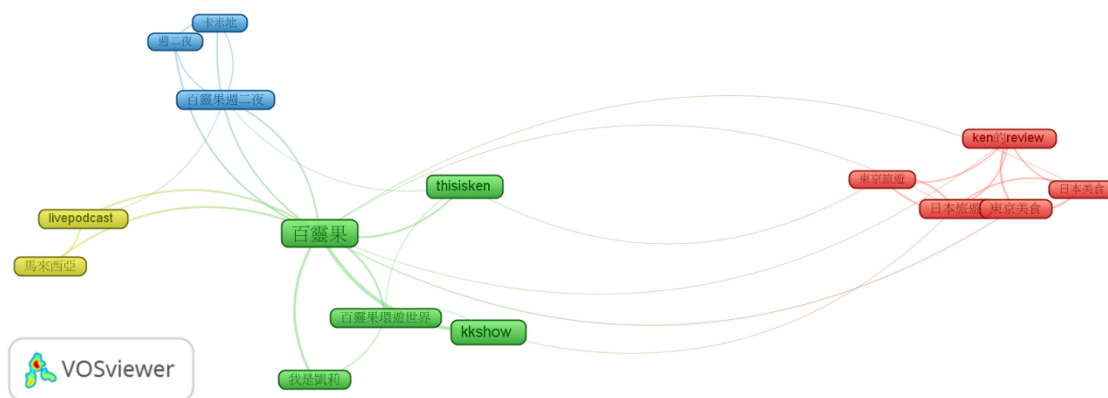 卡米地
週二夜
百靈果週二夜
ken的review
東京旅遊
thisisken
日本美食
日本旅遊
東京美食
livepodcast
百靈果
馬來西亞
百靈果環遊世界
kkshow
我是凱莉
VOSviewer